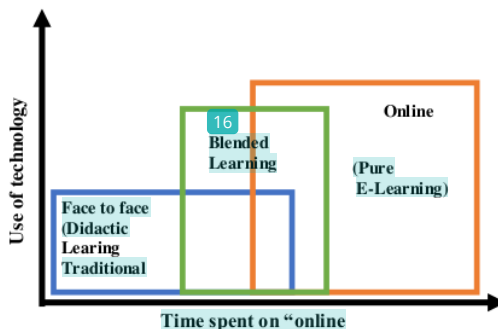 Use of technology
Online
16
Blended
Learning
(Pure
E-Learning)
Face to face
(Didactic
Learing
Traditional
Time spent on “online